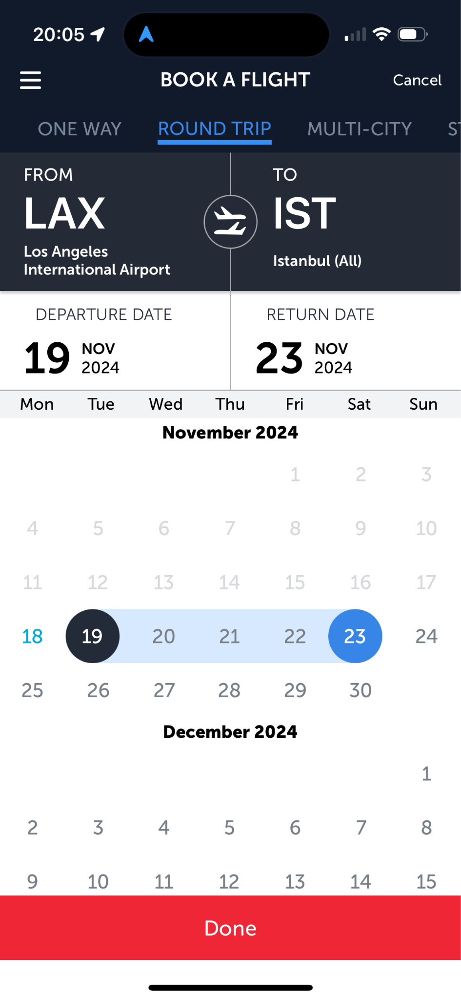 20:05
BOOK A FLIGHT
Cancel
ONE WAY
ROUND TRIP
MULTI-CITY
FROM
LAX
Los Angeles
International Airport
TO
IST
Istanbul (All)
DEPARTURE DATE
19 NOV
2024
RETURN DATE
23 NOV
2024
Mon Tue Wed Thu Fri Sat Sun
November 2024
1 2 3
4 5 6 7 8 9 10
11 12 13 14 15 16 17
18 19 20 21 22 23 24
25 26 27 28 29 30
December 2024
1
2 3 4 5 6 7 8
9 10 11 12 13 14 15
Done